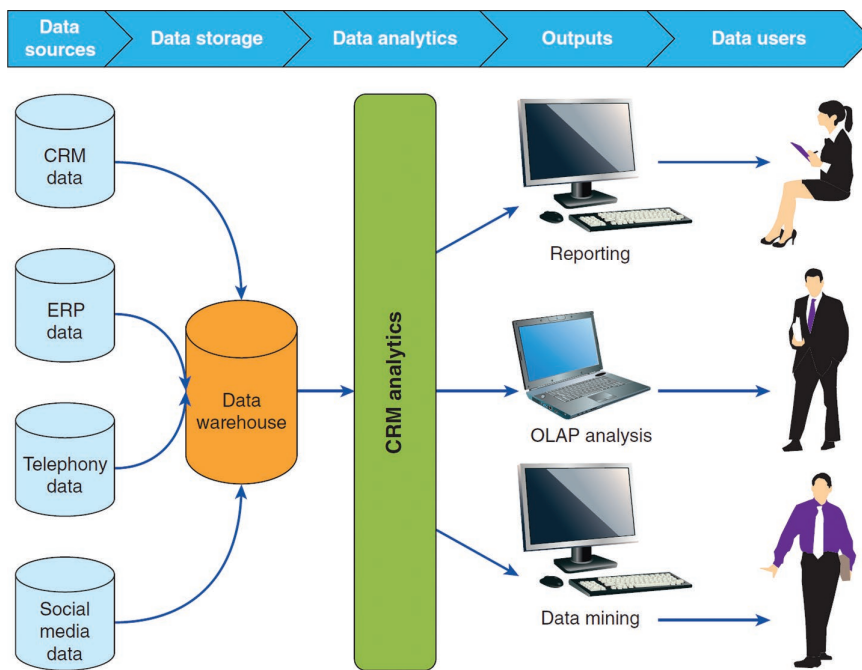 Data
sources
Data storage
Data analytics
Outputs
Data users
CRM
data
ERP
data
Telephony
data
Social
media
data
Data
warehouse
CRM analytics
Reporting
OLAP analysis
Data mining